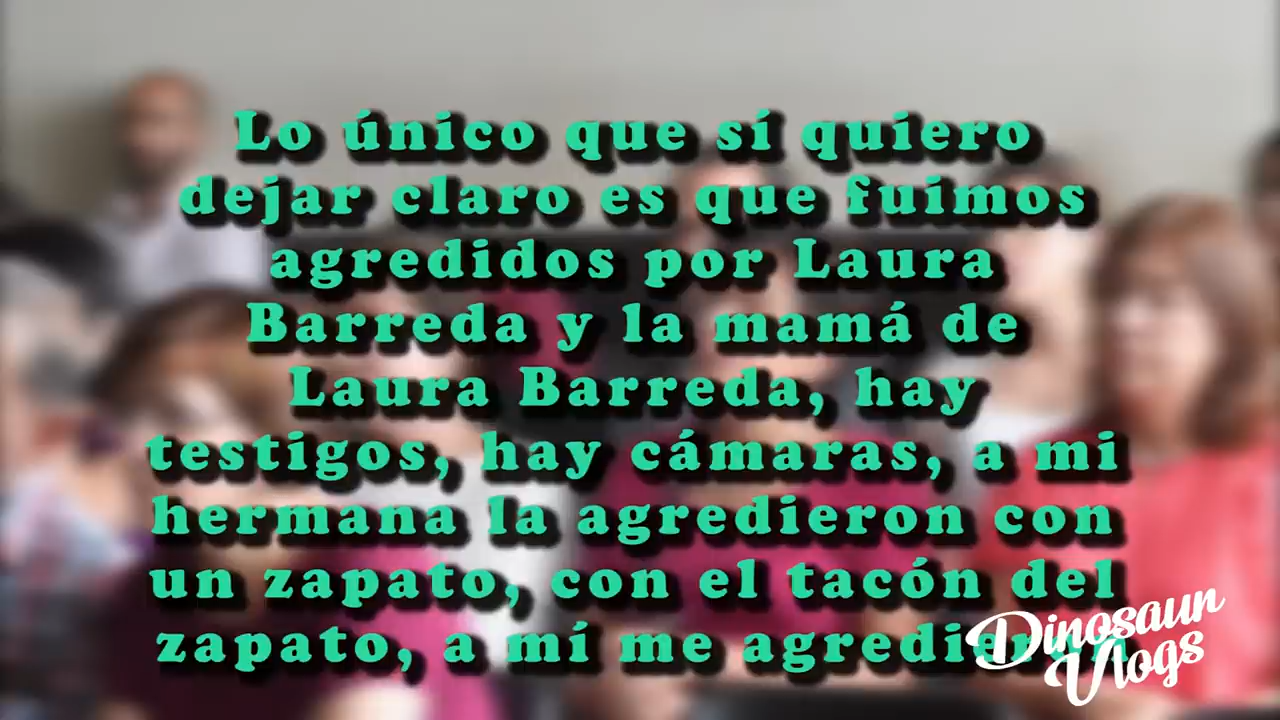 Lo único que sí quiero
dejar claro es que fuimos
agredidos por Laura
Barreda y la mamá de
Laura Barreda, hay
testigos, hay cámaras, a mi
hermana la agredieron con
un zapato, con el tacón del
zapato, a mí me
Dinosaur
Vlogs